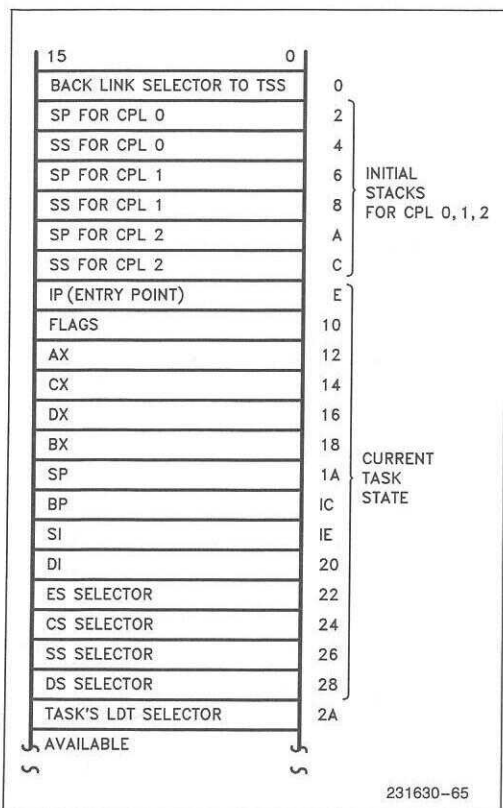 15 0
BACK LINK SELECTOR TO TSS 0
SP FOR CPL 0 2
SS FOR CPL 0 4
SP FOR CPL 1 6
SS FOR CPL 1 8
SP FOR CPL 2 A
SS FOR CPL 2 C
INITIAL
STACKS
FOR CPL 0, 1, 2
IP (ENTRY POINT) E
FLAGS 10
AX 12
CX 14
DX 16
BX 18
SP 1A
BP IC
SI IE
DI 20
ES SELECTOR 22
CS SELECTOR 24
SS SELECTOR 26
DS SELECTOR 28
CURRENT
TASK
STATE
TASK'S LDT SELECTOR 2A
AVAILABLE
231630-65